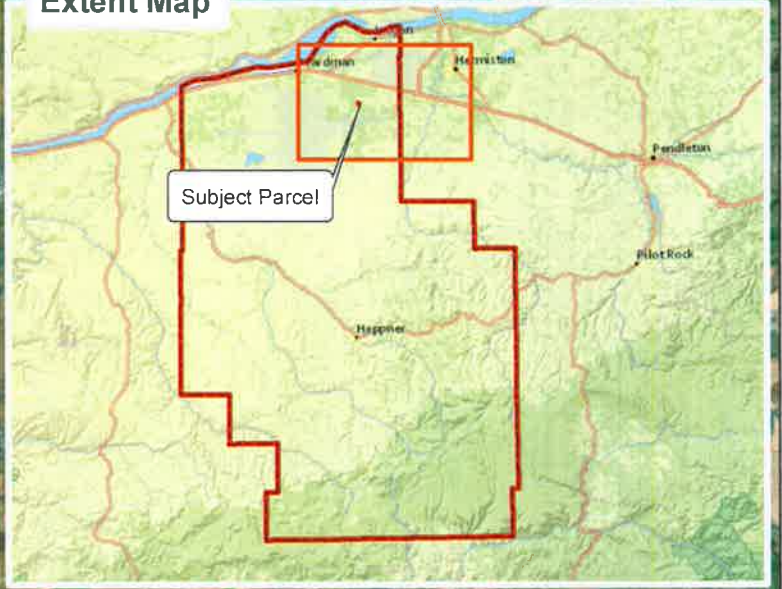 Extent Map
Hermiston
Pendleton
Subject Parcel
Pilot Rock
Heppner